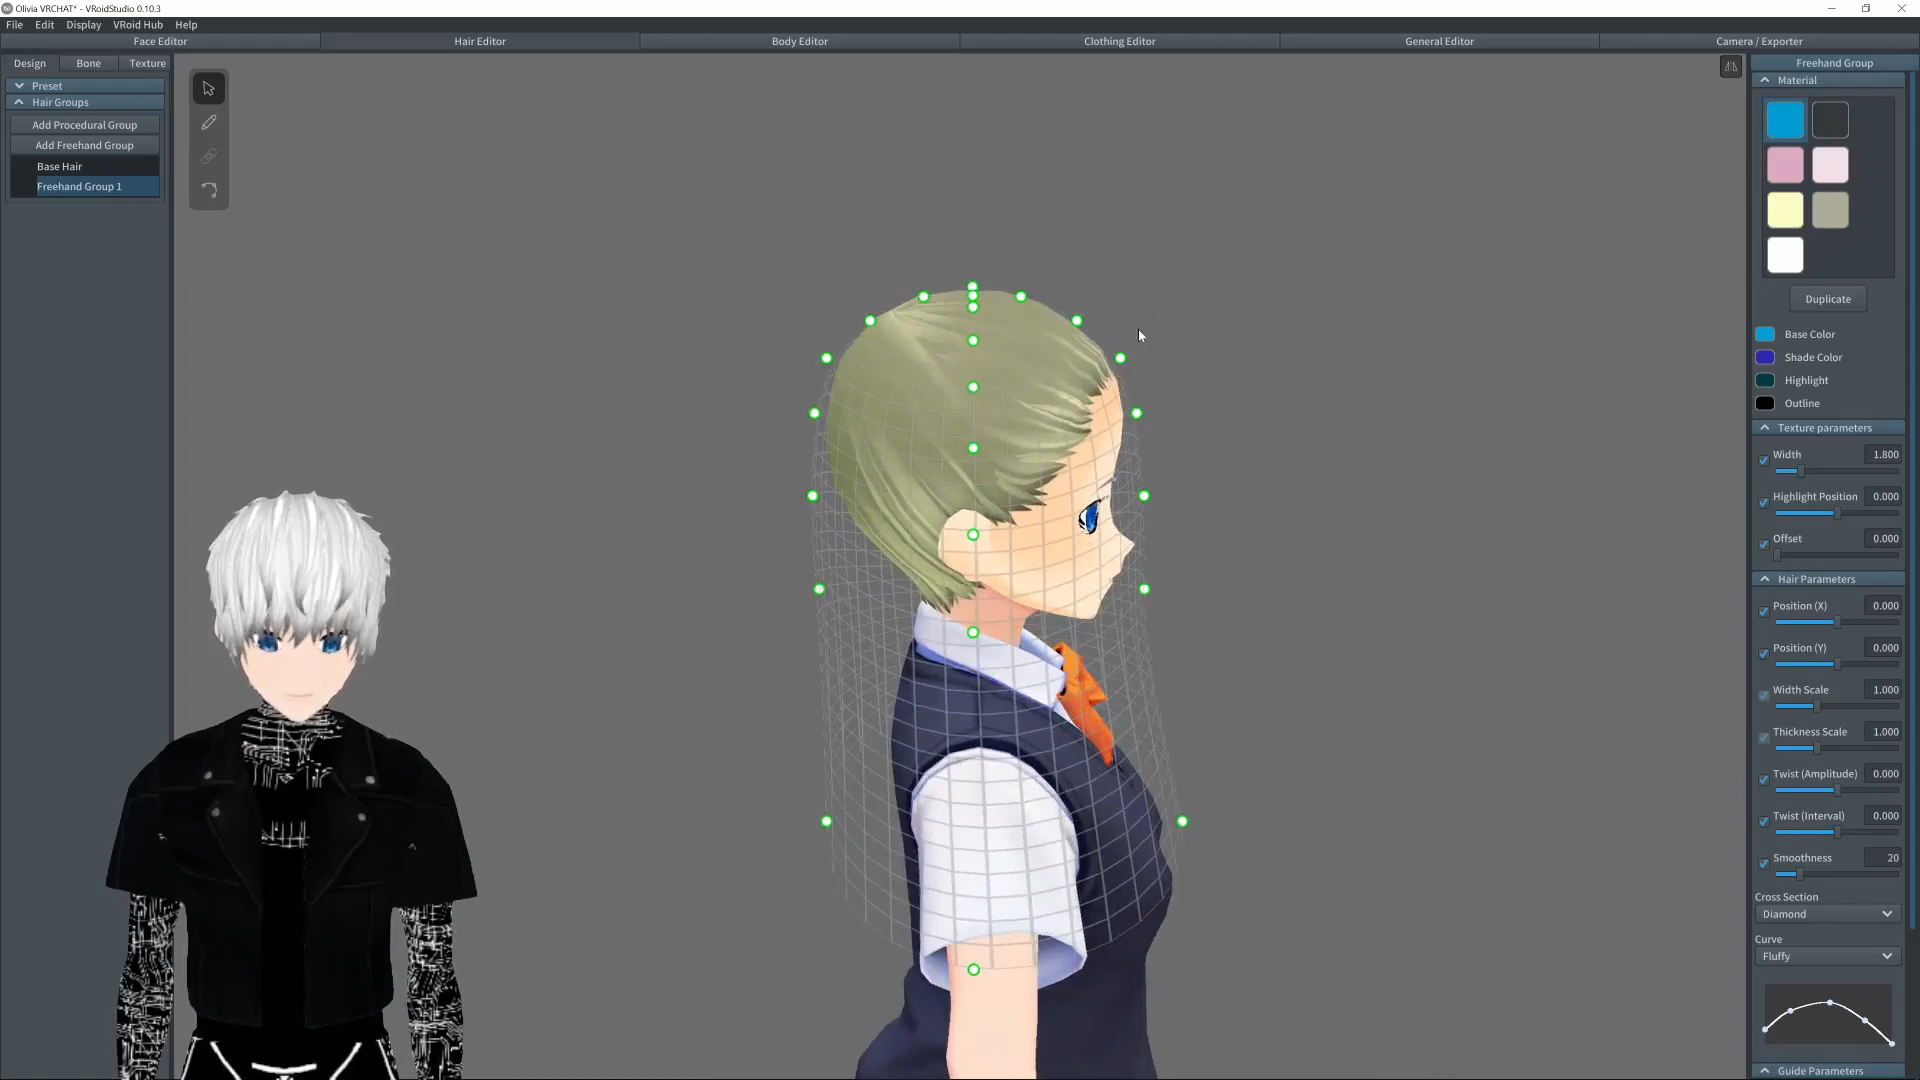 Olivia VRCHAT* - VRoidStudio 0.10.3
File Edit Display VRoid Hub Help
Face Editor Hair Editor Body Editor Clothing Editor General Editor Camera / Exporter
Design Bone Texture
Preset
Hair Groups
Add Procedural Group
Add Freehand Group
Base Hair
Freehand Group 1
Freehand Group
Material
Duplicate
Base Color
Shade Color
Highlight
Outline
Texture parameters
Width 1.800
Highlight Position 0.000
Offset 0.000
Hair Parameters
Position (X) 0.000
Position (Y) 0.000
Width Scale 1.000
Thickness Scale 1.000
Twist (Amplitude) 0.000
Twist (Interval) 0.000
Smoothness 20
Cross Section
Diamond
Curve
Fluffy
Guide Parameters